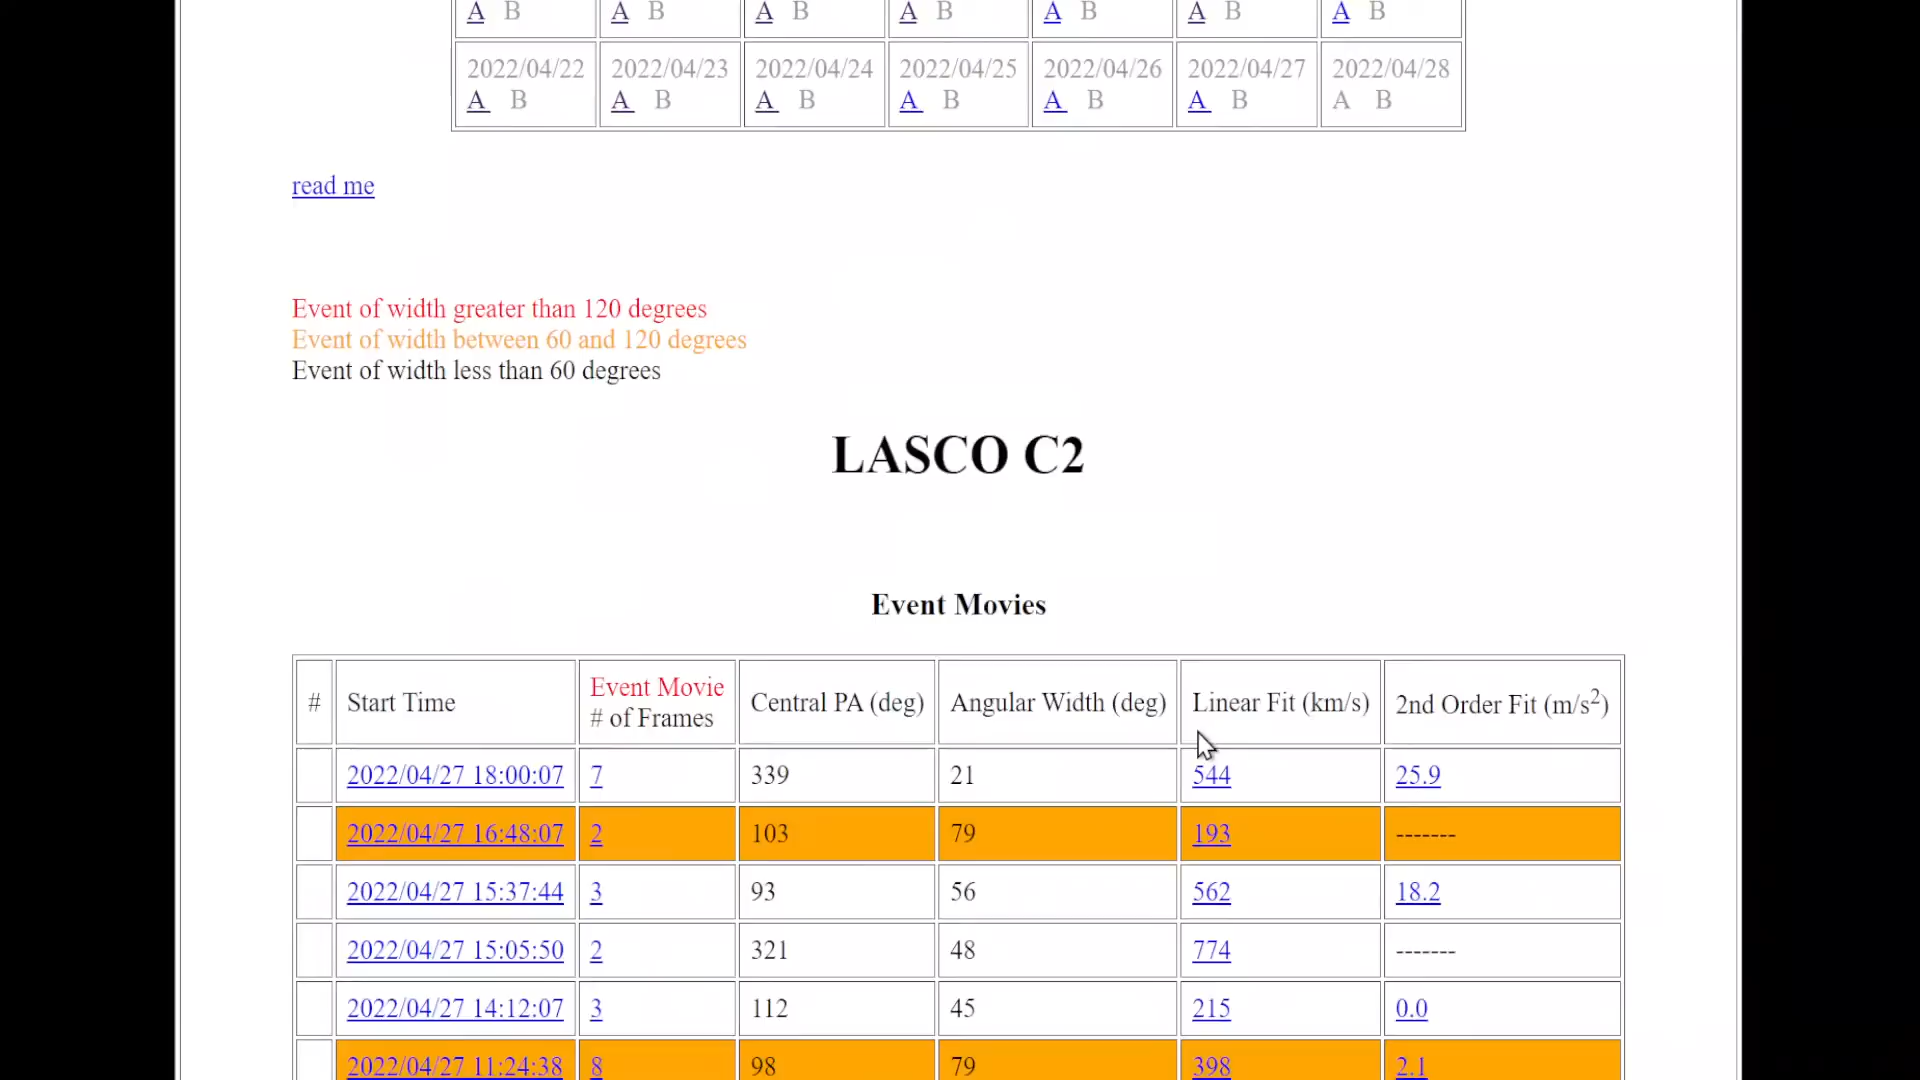 A B A B A B A B A B A B A B
2022/04/22 2022/04/23 2022/04/24 2022/04/25 2022/04/26 2022/04/27 2022/04/28
A B A B A B A B A B A B A B
read me
Event of width greater than 120 degrees
Event of width between 60 and 120 degrees
Event of width less than 60 degrees
LASCO C2
Event Movies
# Start Time Event Movie # of Frames Central PA (deg) Angular Width (deg) Linear Fit (km/s) 2nd Order Fit (m/s²)
2022/04/27 18:00:07 7 339 21 544 25.9
2022/04/27 16:48:07 2 103 79 193 -------
2022/04/27 15:37:44 3 93 56 562 18.2
2022/04/27 15:05:50 2 321 48 774 -------
2022/04/27 14:12:07 3 112 45 215 0.0
2022/04/27 11:24:38 8 98 79 398 2.1